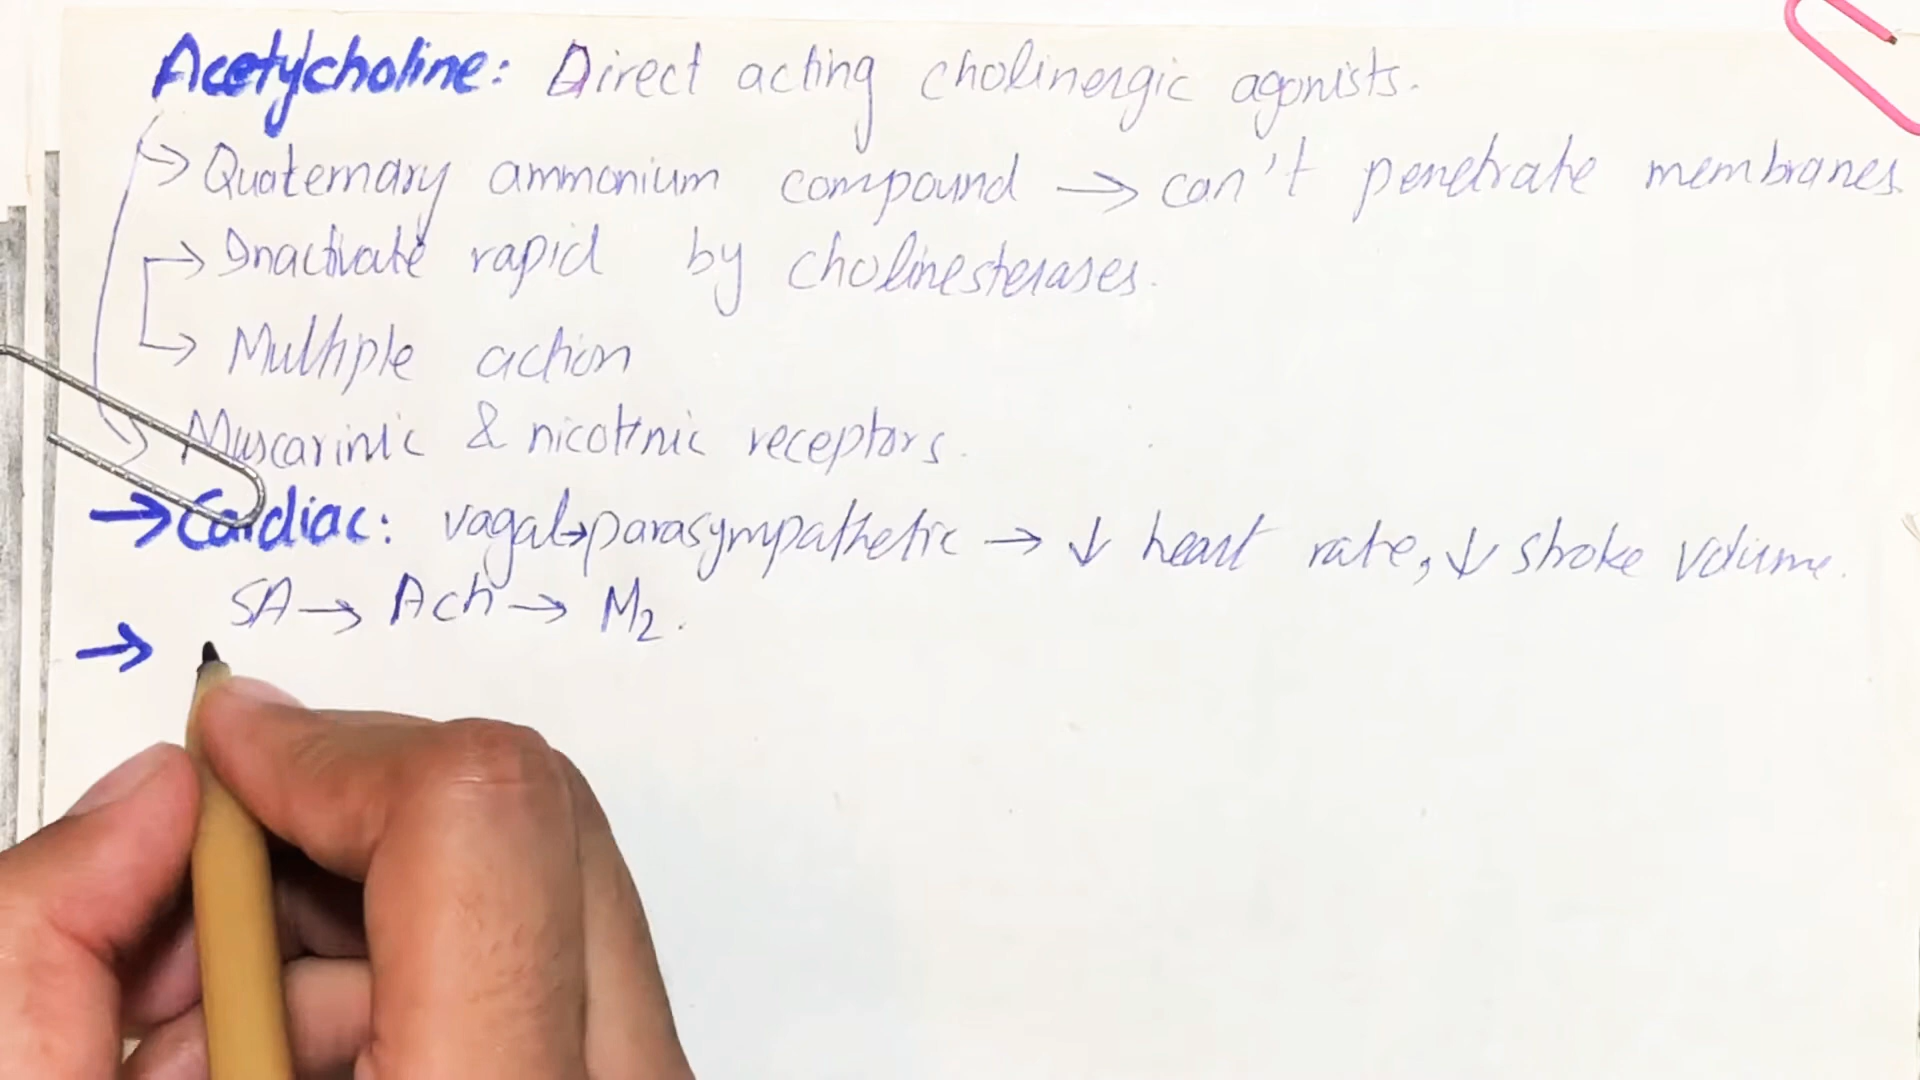 Acetylcholine: Direct acting cholinergic agonists.
→ Quaternary ammonium compound → can't penetrate membranes
→ Inactivate rapid by cholinesterases.
→ Multiple action
→ Muscarinic & nicotinic receptors.
→ Cardiac: vagal→parasympathetic → ↓ heart rate, ↓ stroke volume.
SA → Ach → M₂.
→